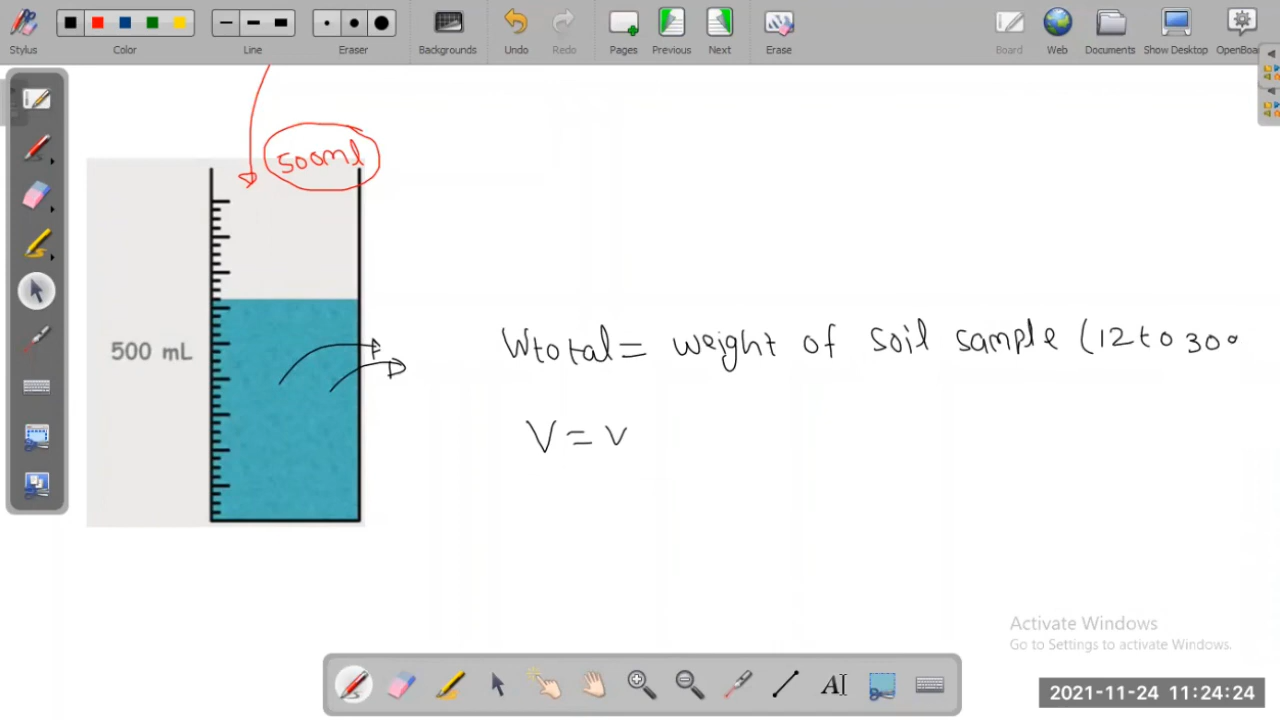 Stylus
Color
Line
Eraser
Backgrounds
Undo
Redo
Pages
Previous
Next
Erase
Board
Web
Documents
Show Desktop
500ml
500 mL
Wtotal = weight of soil sample (12 to 30
V = v
Activate Windows
Go to Settings to activate Windows.
2021-11-24 11:24:24